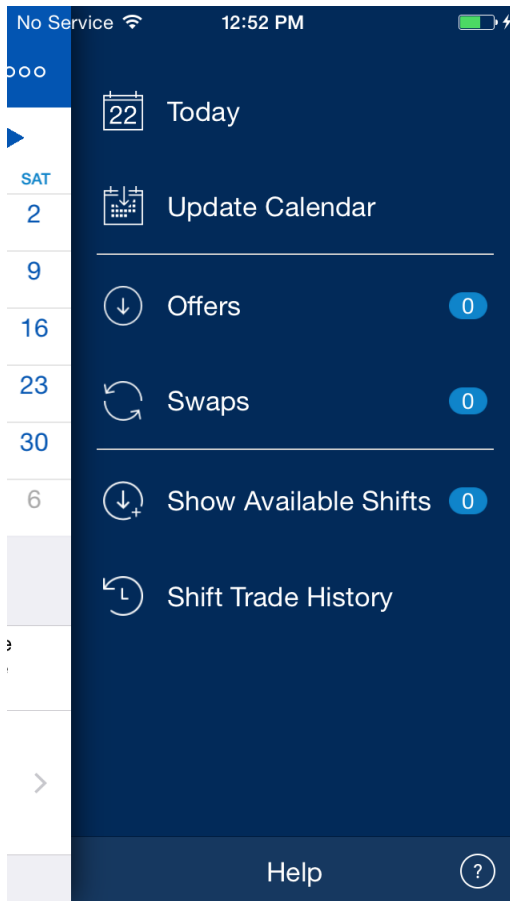 No Service 12:52 PM
22 Today
SAT
2
Update Calendar
9
Offers 0
16
23
Swaps 0
30
6
Show Available Shifts 0
Shift Trade History
e
Help ?